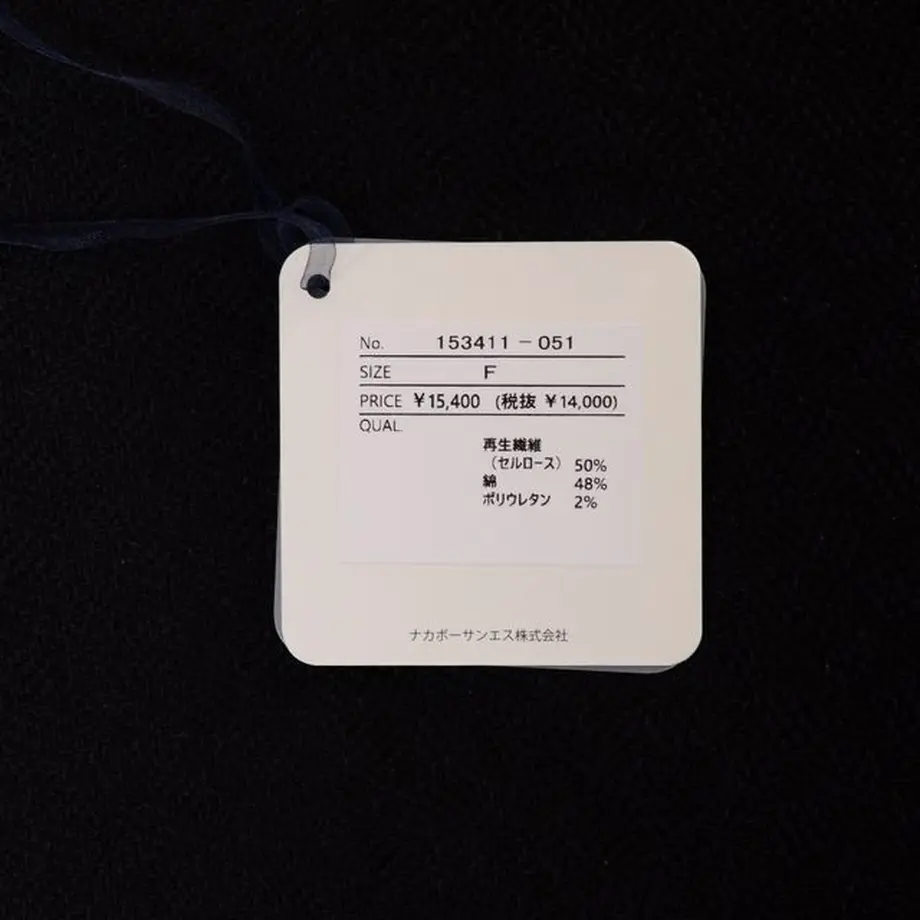 No. 153411-051
SIZE F
PRICE ¥15,400 (税抜 ¥14,000)
QUAL.
再生繊維
(セルロース) 50%
綿 48%
ポリウレタン 2%
ナカボーサンエス株式会社